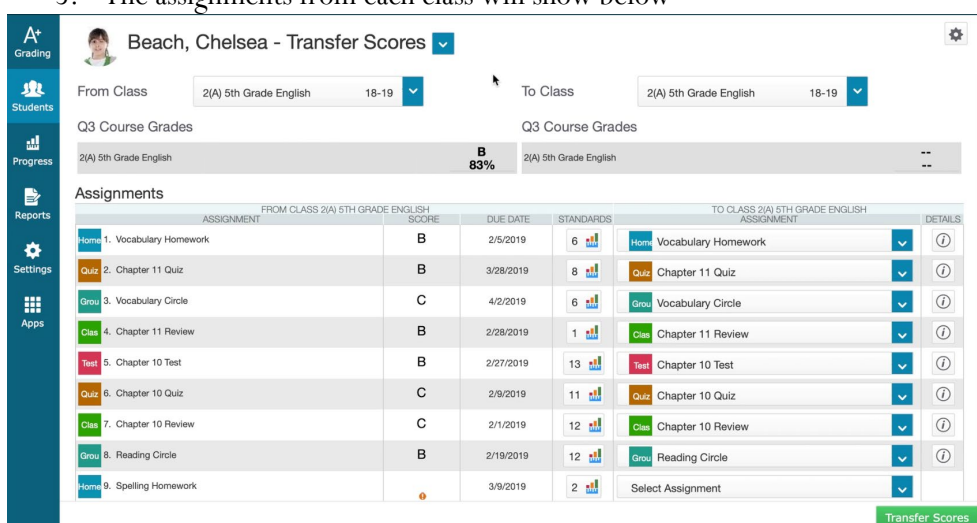 3. The assignments from each class will show below
A+
Grading
Students
Progress
Reports
Settings
Apps
Beach, Chelsea - Transfer Scores
From Class 2(A) 5th Grade English 18-19
To Class 2(A) 5th Grade English 18-19
Q3 Course Grades Q3 Course Grades
2(A) 5th Grade English B 83% 2(A) 5th Grade English -- --
Assignments
FROM CLASS 2(A) 5TH GRADE ENGLISH TO CLASS 2(A) 5TH GRADE ENGLISH
ASSIGNMENT SCORE DUE DATE STANDARDS ASSIGNMENT DETAILS
Home 1. Vocabulary Homework B 2/5/2019 6 Home Vocabulary Homework
Quiz 2. Chapter 11 Quiz B 3/28/2019 8 Quiz Chapter 11 Quiz
Grou 3. Vocabulary Circle C 4/2/2019 6 Grou Vocabulary Circle
Clas 4. Chapter 11 Review B 2/28/2019 1 Clas Chapter 11 Review
Test 5. Chapter 10 Test B 2/27/2019 13 Test Chapter 10 Test
Quiz 6. Chapter 10 Quiz C 2/9/2019 11 Quiz Chapter 10 Quiz
Clas 7. Chapter 10 Review C 2/1/2019 12 Clas Chapter 10 Review
Grou 8. Reading Circle B 2/19/2019 12 Grou Reading Circle
Home 9. Spelling Homework 3/9/2019 2 Select Assignment
Transfer Scores